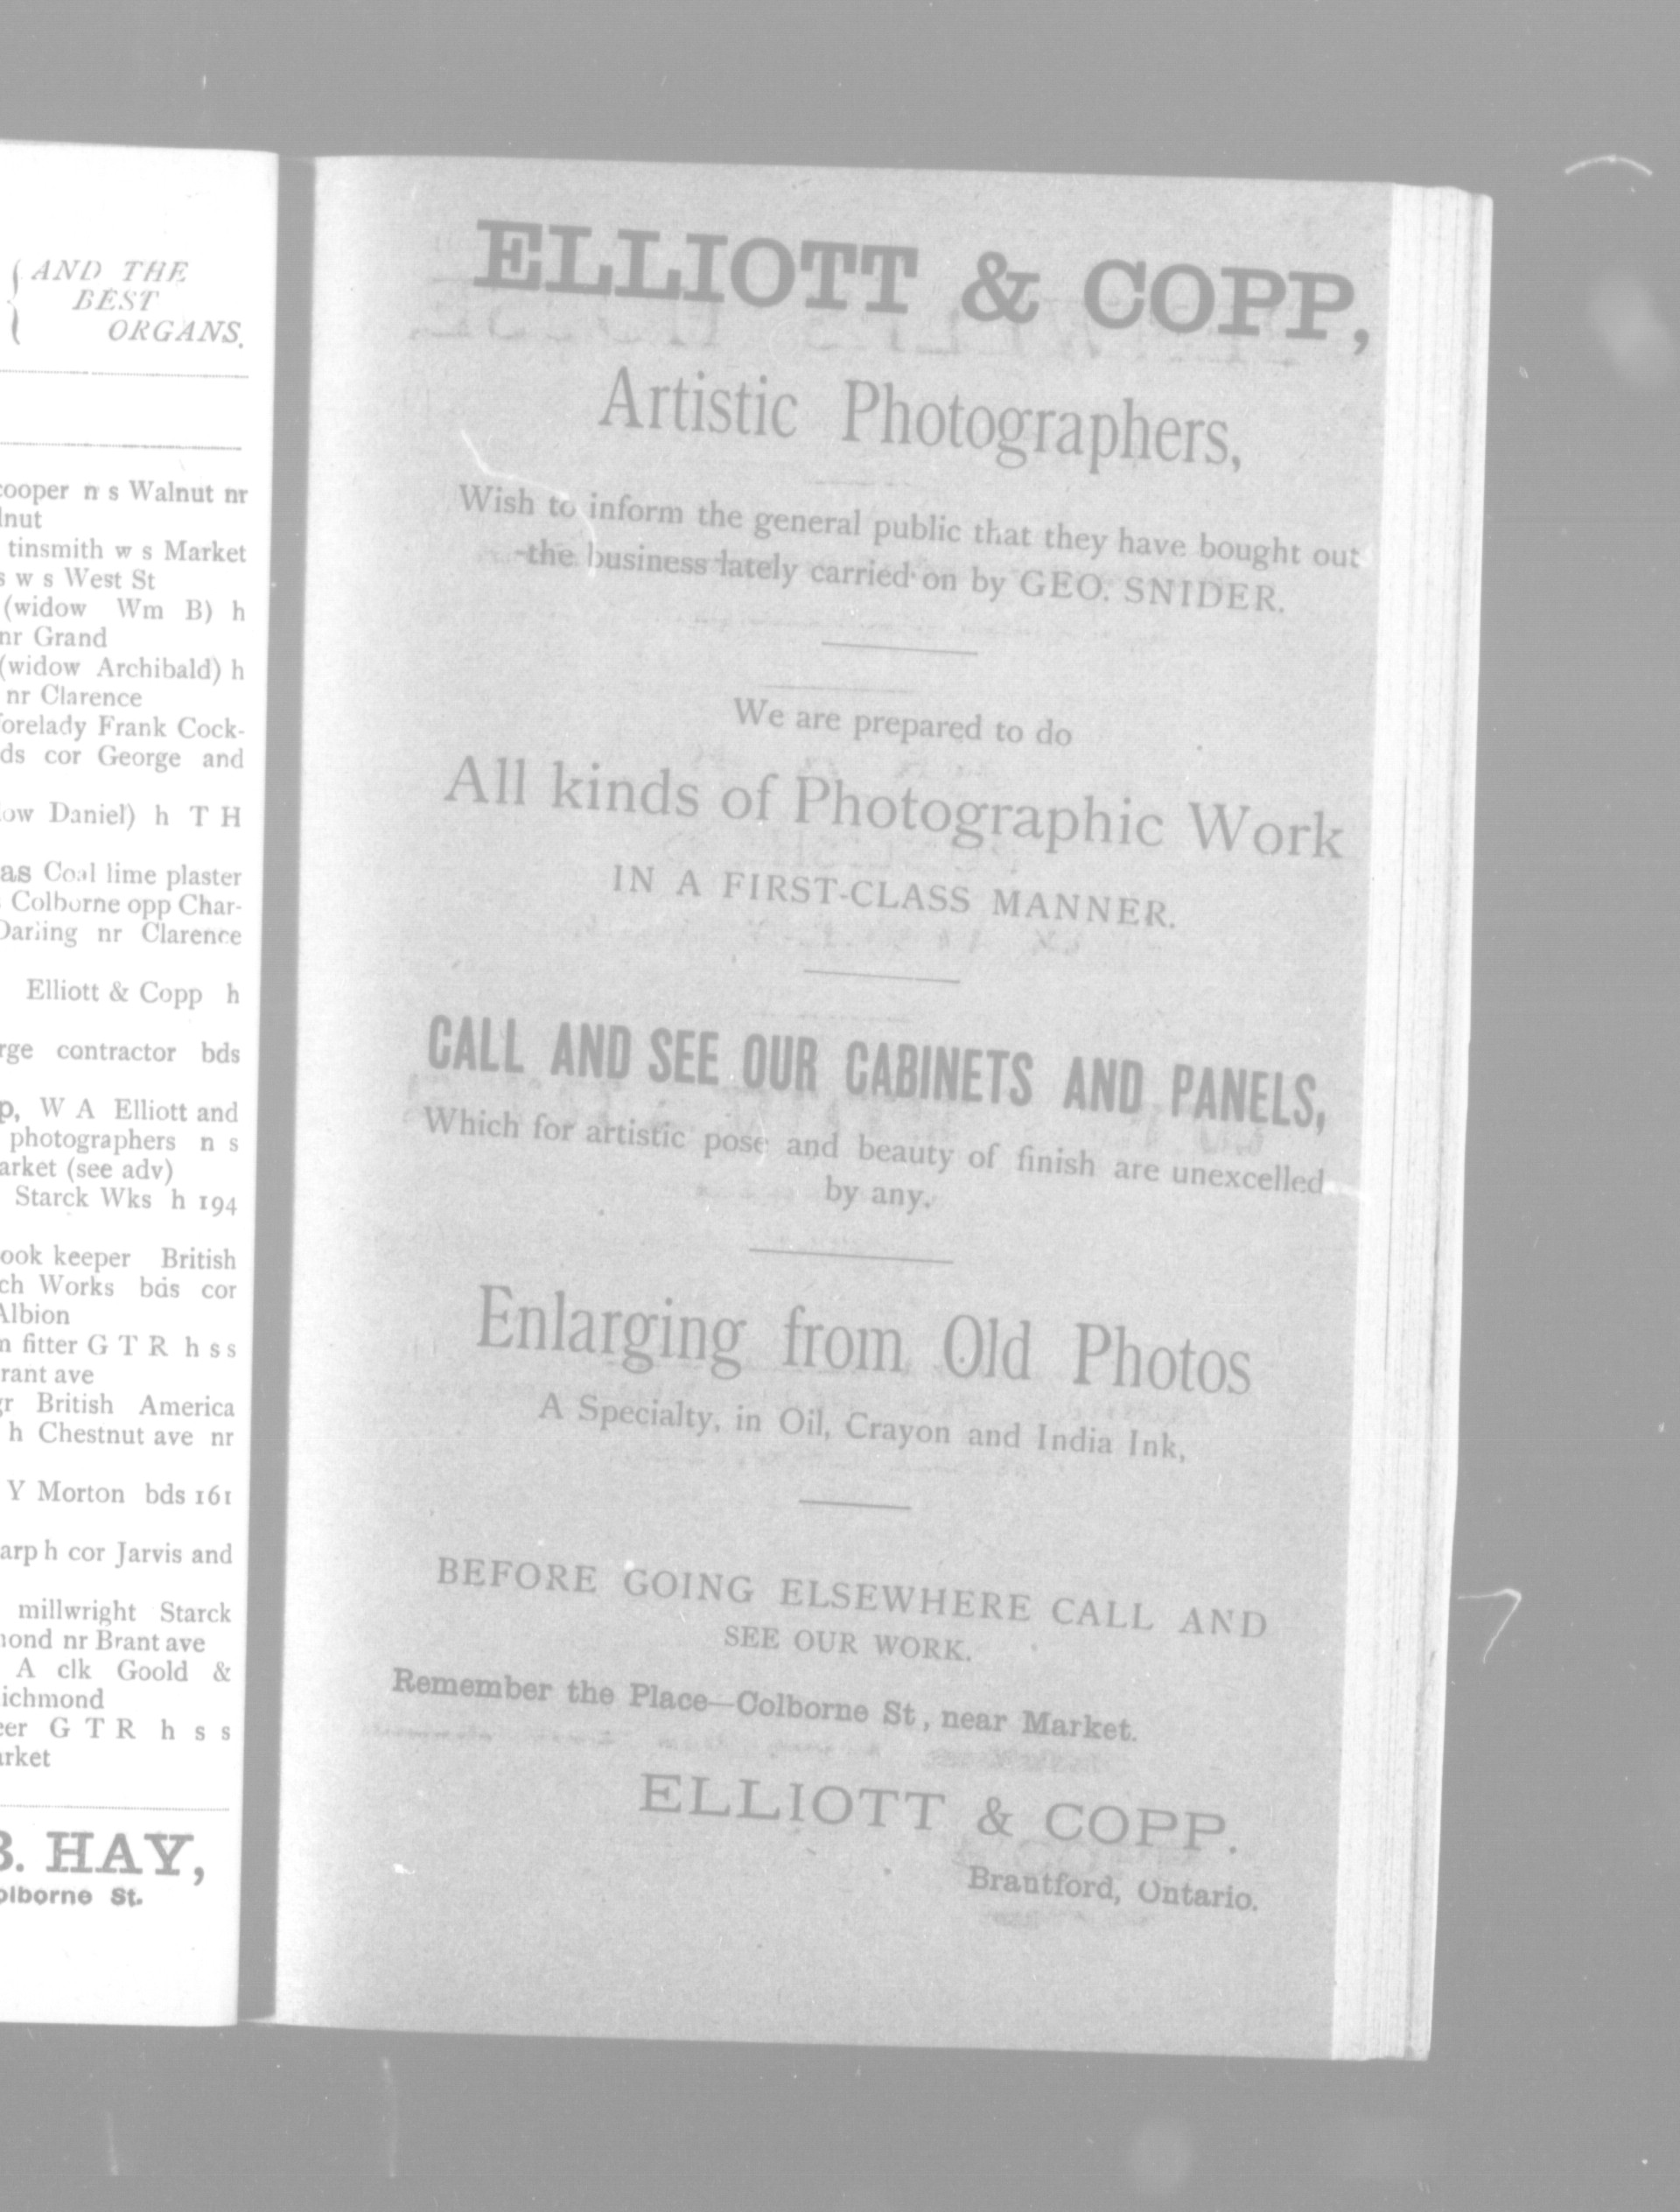 AND THE
BEST
ORGANS.
cooper n s Walnut nr
tinsmith w s Market
s w s West St
(widow Wm B) h
nr Grand
(widow Archibald) h
nr Clarence
forelady Frank Cock-
ds cor George and
Daniel) h T H
as Coal lime plaster
Colborne opp Char-
Darling nr Clarence
Elliott & Copp h
contractor bds
p, W A Elliott and
photographers n s
arket (see adv)
Starck Wks h 194
ook keeper British
ch Works bds cor
Albion
fitter G T R h s s
rant ave
gr British America
h Chestnut ave nr
Y Morton bds 161
arp h cor Jarvis and
millwright Starck
mond nr Brant ave
A clk Goold &
ichmond
eer G T R h s s
arket
B. HAY,
olborne St.
ELLIOTT & COPP,
Artistic Photographers,
Wish to inform the general public that they have bought out
the business lately carried on by GEO. SNIDER.
We are prepared to do
All kinds of Photographic Work
IN A FIRST-CLASS MANNER.
CALL AND SEE OUR CABINETS AND PANELS,
Which for artistic pose and beauty of finish are unexcelled
by any.
Enlarging from Old Photos
A Specialty, in Oil, Crayon and India Ink,
BEFORE GOING ELSEWHERE CALL AND
SEE OUR WORK.
Remember the Place—Colborne St, near Market.
ELLIOTT & COPP.
Brantford, Ontario.